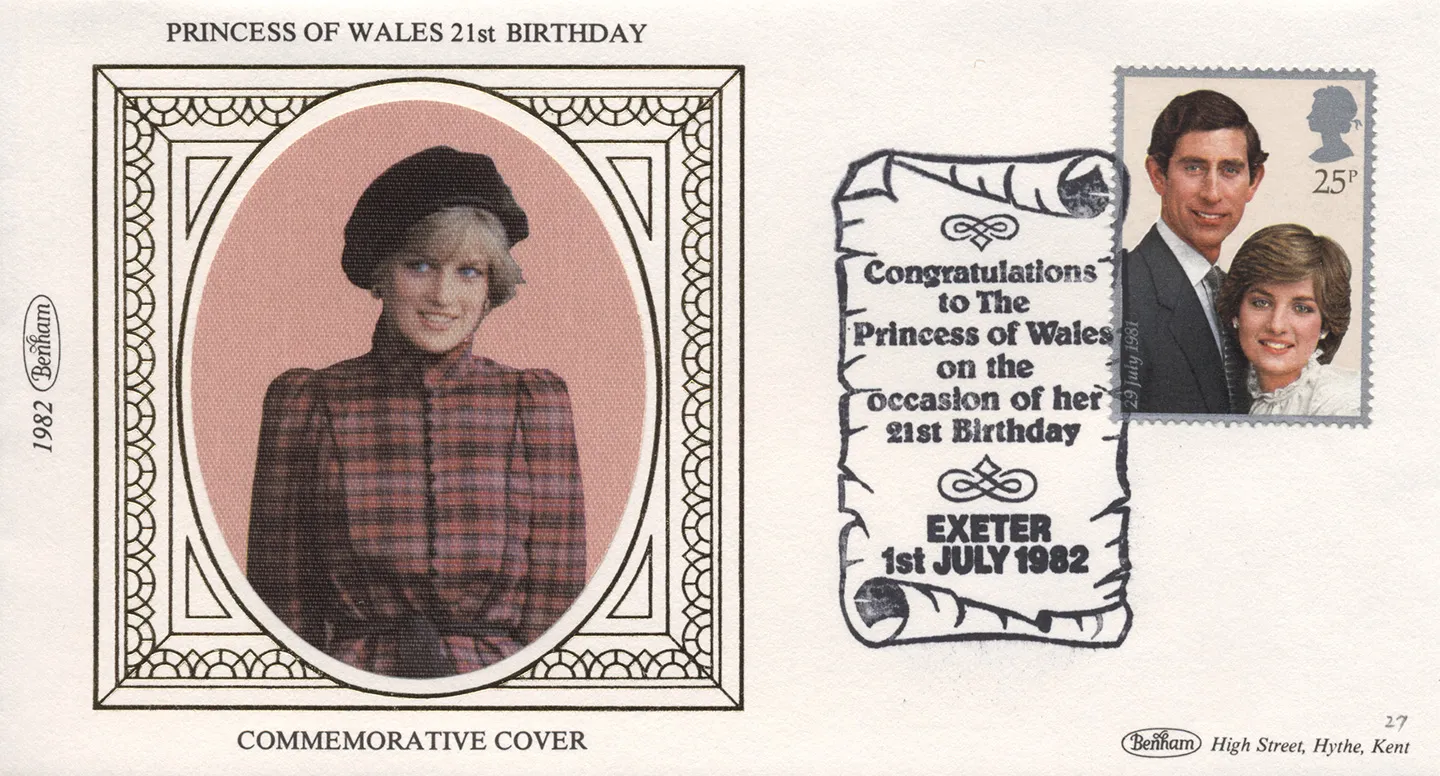 PRINCESS OF WALES 21st BIRTHDAY
1982 Benham
COMMEMORATIVE COVER
Congratulations
to The
Princess of Wales
on the
occasion of her
21st Birthday
EXETER
1st JULY 1982
25P
29 July 1981
27
Benham High Street, Hythe, Kent